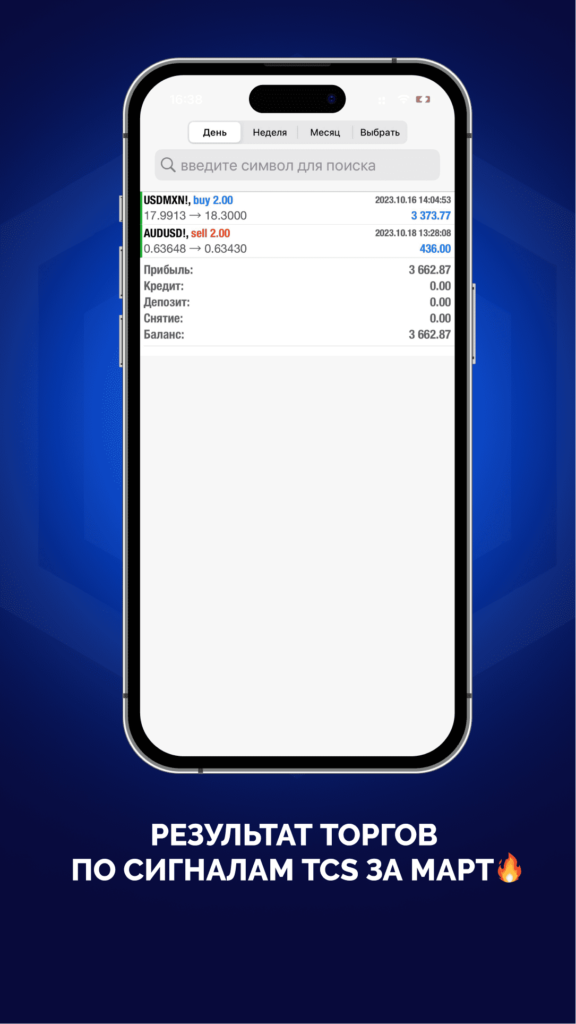 16:38
День Неделя Месяц Выбрать
введите символ для поиска
USDMXN!, buy 2.00 2023.10.16 14:04:53
17.9913 → 18.3000 3 373.77
AUDUSD!, sell 2.00 2023.10.18 13:28:08
0.63648 → 0.63430 436.00
Прибыль: 3 662.87
Кредит: 0.00
Депозит: 0.00
Снятие: 0.00
Баланс: 3 662.87
РЕЗУЛЬТАТ ТОРГОВ
ПО СИГНАЛАМ TCS ЗА МАРТ🔥